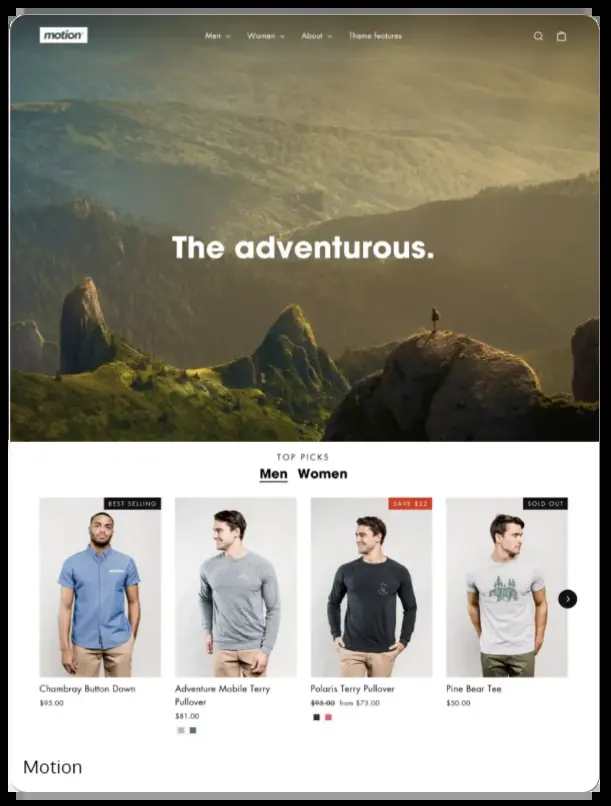 motion
Men Women About Theme features
The adventurous.
TOP PICKS
Men Women
BEST SELLING
SAVE $22
SOLD OUT
Chambray Button Down
$95.00
Adventure Mobile Terry
Pullover
$81.00
Polaris Terry Pullover
$95.00 from $73.00
Pine Bear Tee
$50.00
Motion